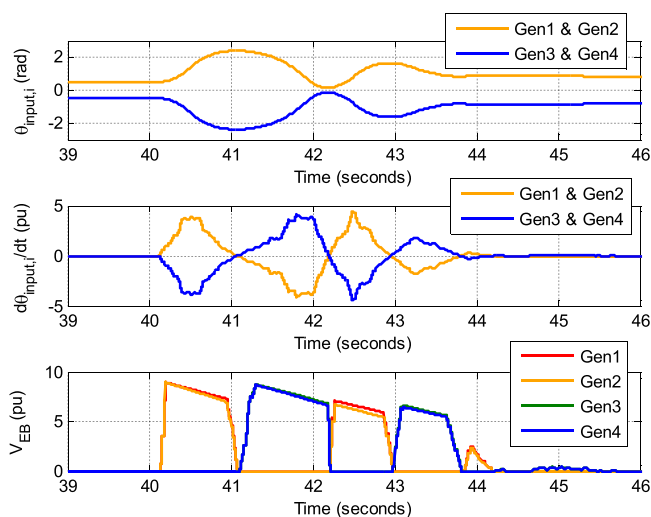 Gen1 & Gen2
Gen3 & Gen4
θinput,i (rad)
2
0
-2
39 40 41 42 43 44 45 46
Time (seconds)
Gen1 & Gen2
Gen3 & Gen4
dθinput,i/dt (pu)
5
0
-5
39 40 41 42 43 44 45 46
Time (seconds)
Gen1
Gen2
Gen3
Gen4
VEB (pu)
10
5
0
39 40 41 42 43 44 45 46
Time (seconds)